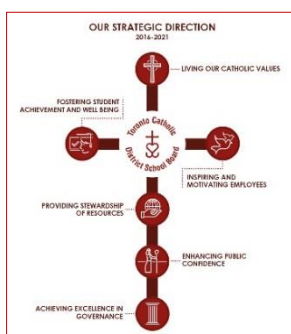 OUR STRATEGIC DIRECTION
2016-2021
LIVING OUR CATHOLIC VALUES
FOSTERING STUDENT
ACHIEVEMENT AND WELL BEING
Toronto Catholic
District School Board
INSPIRING AND
MOTIVATING EMPLOYEES
PROVIDING STEWARDSHIP
OF RESOURCES
ENHANCING PUBLIC
CONFIDENCE
ACHIEVING EXCELLENCE IN
GOVERNANCE